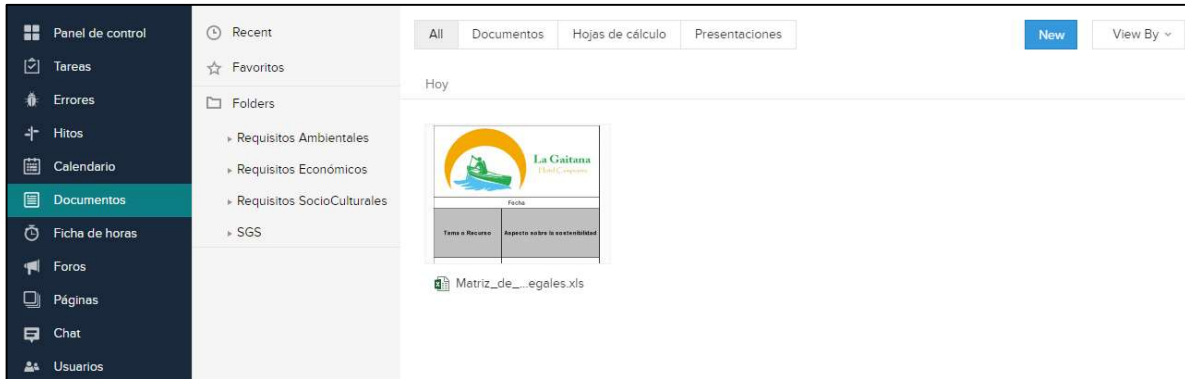 Panel de control
Tareas
Errores
Hitos
Calendario
Documentos
Ficha de horas
Foros
Páginas
Chat
Usuarios
Recent
Favoritos
Folders
Requisitos Ambientales
Requisitos Económicos
Requisitos SocioCulturales
SGS
All Documentos Hojas de cálculo Presentaciones New View By
Hoy
La Gaitana
Hotel Campestre
Fecha
Tema o Recurso Aspecto sobre la sostenibilidad
Matriz_de_...egales.xls